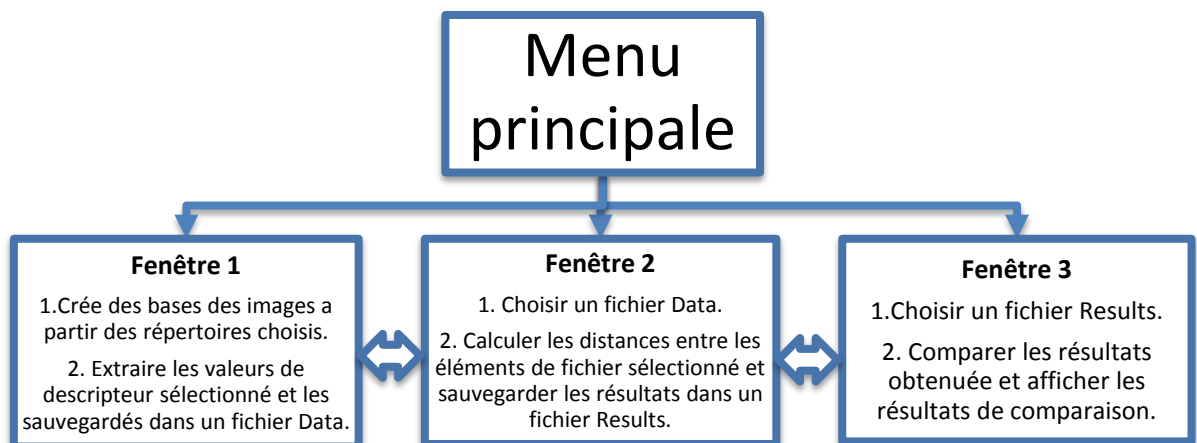 Menu
principale
Fenêtre 1
1.Crée des bases des images a
partir des répertoires choisis.
2. Extraire les valeurs de
descripteur sélectionné et les
sauvegardés dans un fichier Data.
Fenêtre 2
1. Choisir un fichier Data.
2. Calculer les distances entre les
éléments de fichier sélectionné et
sauvegarder les résultats dans un
fichier Results.
Fenêtre 3
1.Choisir un fichier Results.
2. Comparer les résultats
obtenuée et afficher les
résultats de comparaison.